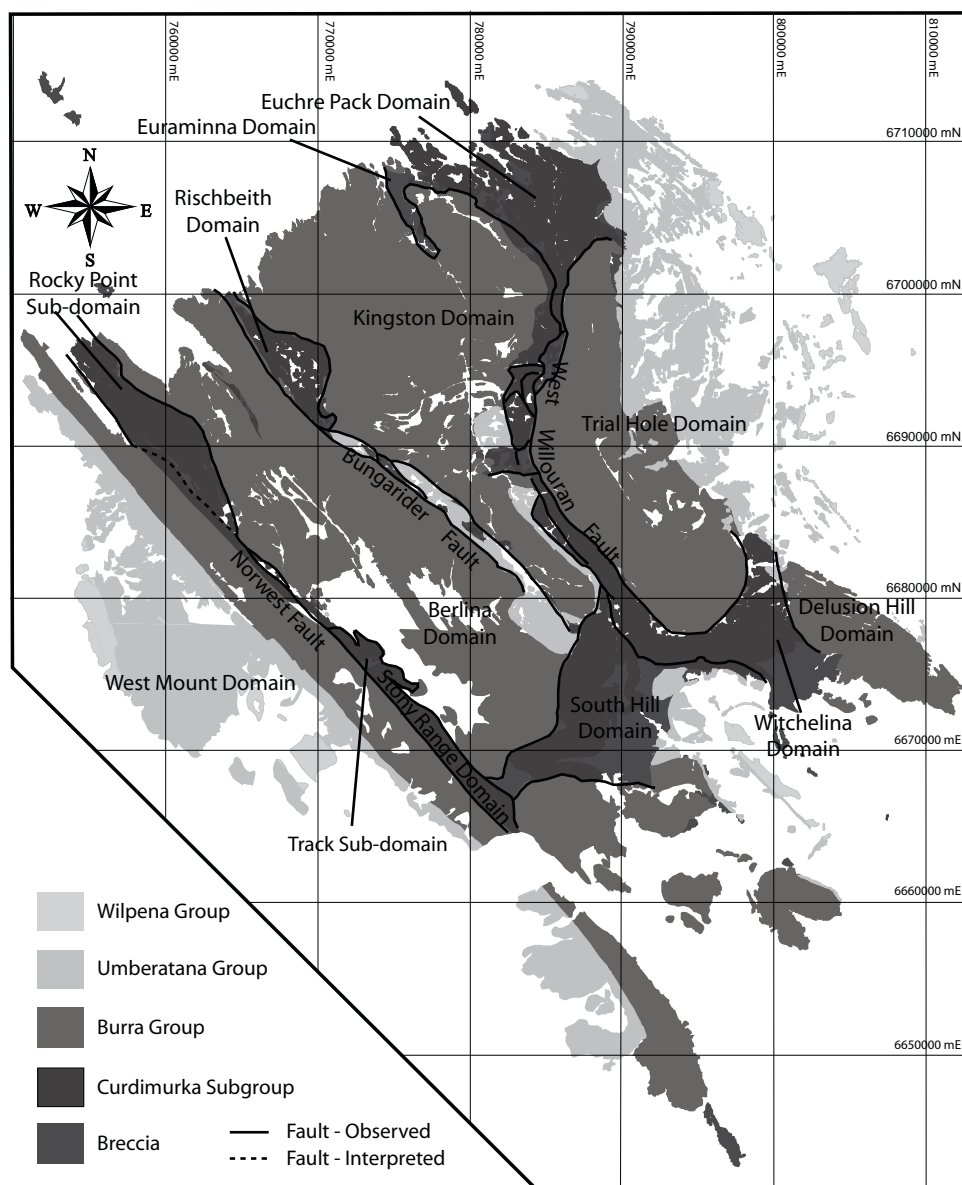 760000 mE
770000 mE
780000 mE
790000 mE
800000 mE
810000 mE
Euchre Pack Domain
Euraminna Domain
6710000 mN
N
W
E
S
Rischbeith
Domain
Rocky Point
Sub-domain
6700000 mN
Kingston Domain
West
Willouran
Fault
Trial Hole Domain
6690000 mN
Bungarider
Fault
Norwest Fault
6680000 mN
Berlina
Domain
Delusion Hill
Domain
West Mount Domain
Stony Range Domain
South Hill
Domain
Witchelina
Domain
6670000 mE
Track Sub-domain
6660000 mE
6650000 mE
Wilpena Group
Umberatana Group
Burra Group
Curdimurka Subgroup
Breccia
Fault - Observed
Fault - Interpreted